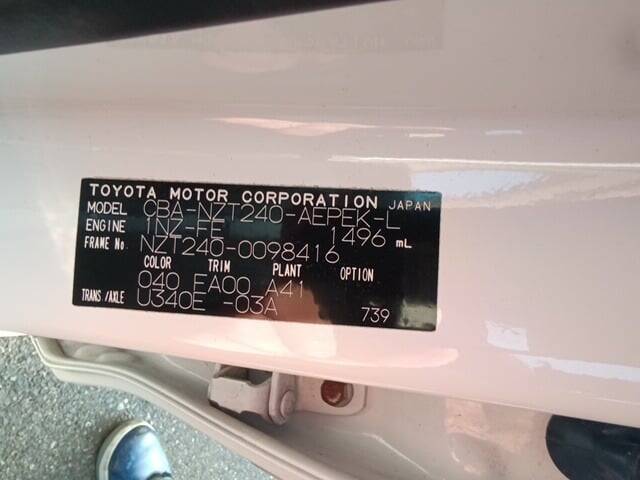 TOYOTA MOTOR CORPORATION JAPAN
MODEL CBA-NZT240-AEPEK-L
ENGINE 1NZ-FE 1496 mL
FRAME No. NZT240-0098416
COLOR TRIM PLANT OPTION
040 EA00 A41
TRANS/AXLE U340E -03A
739